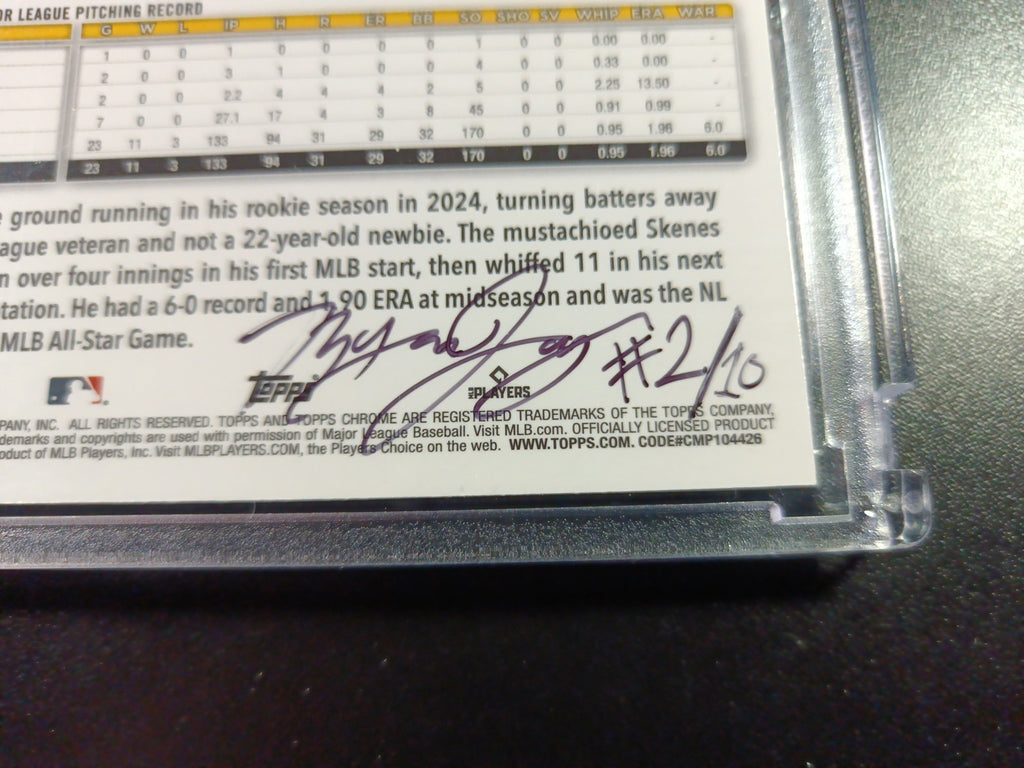 OR LEAGUE PITCHING RECORD
G W L IP H R ER BB SO SHO SV WHIP ERA WAR
1 0 0 1 0 0 0 0 1 0 0 0.00 0.00 -
2 0 0 3 1 0 0 0 4 0 0 0.33 0.00 -
2 0 0 2.2 4 4 4 2 5 0 0 2.25 13.50 -
7 0 0 27.1 17 4 3 8 45 0 0 0.91 0.99 -
23 11 3 133 94 31 29 32 170 0 0 0.95 1.96 6.0
23 11 3 133 94 31 29 32 170 0 0 0.95 1.96 6.0
e ground running in his rookie season in 2024, turning batters away
ague veteran and not a 22-year-old newbie. The mustachioed Skenes
n over four innings in his first MLB start, then whiffed 11 in his next
tation. He had a 6-0 record and 1.90 ERA at midseason and was the NL
MLB All-Star Game.
#2/10
TOPPS
MLB PLAYERS
PANY, INC. ALL RIGHTS RESERVED. TOPPS AND TOPPS CHROME ARE REGISTERED TRADEMARKS OF THE TOPPS COMPANY,
demarks and copyrights are used with permission of Major League Baseball. Visit MLB.com. OFFICIALLY LICENSED PRODUCT
oduct of MLB Players, Inc. Visit MLBPLAYERS.COM, the Players Choice on the web. WWW.TOPPS.COM. CODE#CMP104426